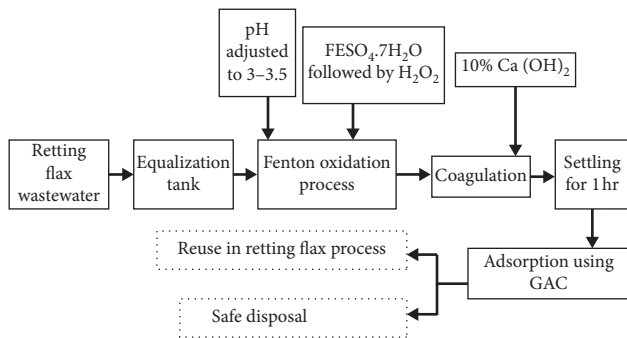 pH
adjusted
to 3–3.5
FESO₄.7H₂O
followed by H₂O₂
10% Ca (OH)₂
Retting
flax
wastewater
Equalization
tank
Fenton oxidation
process
Coagulation
Settling
for 1 hr
Reuse in retting flax process
Adsorption using
GAC
Safe disposal